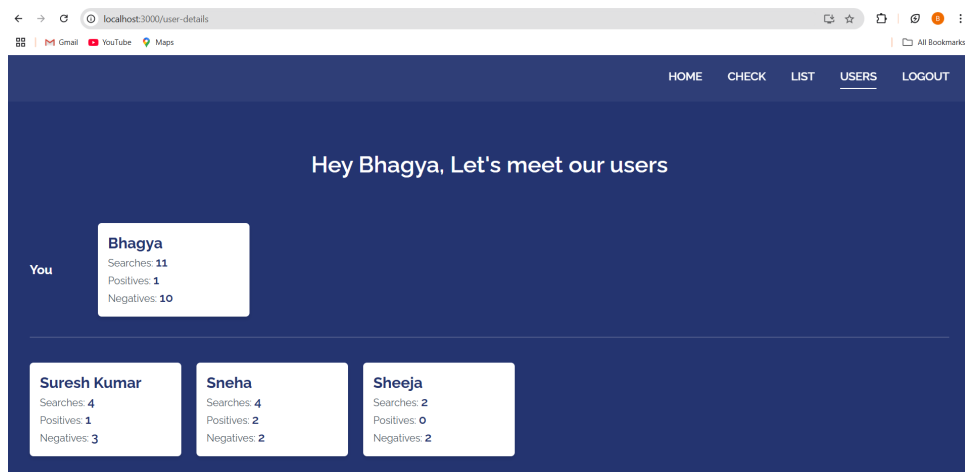 localhost:3000/user-details
Gmail YouTube Maps All Bookmarks
HOME CHECK LIST USERS LOGOUT
Hey Bhagya, Let's meet our users
You
Bhagya
Searches: 11
Positives: 1
Negatives: 10
Suresh Kumar
Searches: 4
Positives: 1
Negatives: 3
Sneha
Searches: 4
Positives: 2
Negatives: 2
Sheeja
Searches: 2
Positives: 0
Negatives: 2